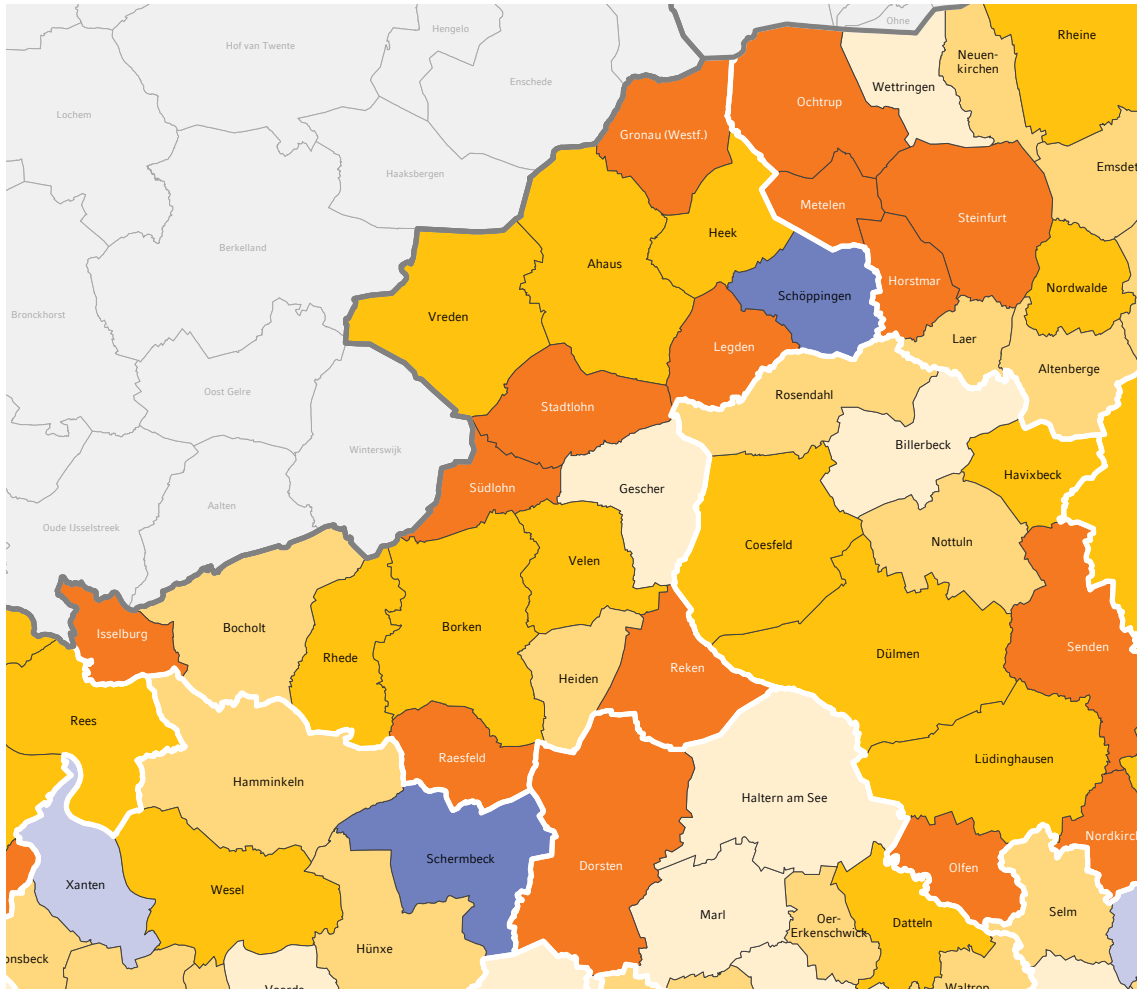 Ohne
Hengelo
Rheine
Hof van Twente
Neuen-
kirchen
Enschede
Wettringen
Ochtrup
Lochem
Gronau (Westf.)
Emsdet
Haaksbergen
Metelen
Steinfurt
Heek
Berkelland
Ahaus
Horstmar
Nordwalde
Schöppingen
Bronckhorst
Vreden
Laer
Legden
Altenberge
Oost Gelre
Rosendahl
Stadtlohn
Billerbeck
Winterswijk
Havixbeck
Südlohn
Gescher
Aalten
Oude IJsselstreek
Nottuln
Coesfeld
Velen
Isselburg
Bocholt
Borken
Senden
Rhede
Dülmen
Reken
Heiden
Rees
Raesfeld
Lüdinghausen
Hamminkeln
Haltern am See
Nordkirch
Schermbeck
Dorsten
Olfen
Xanten
Wesel
Marl
Selm
Oer-
Erkenschwick
Datteln
Hünxe
onsbeck
Voerde
Waltrop